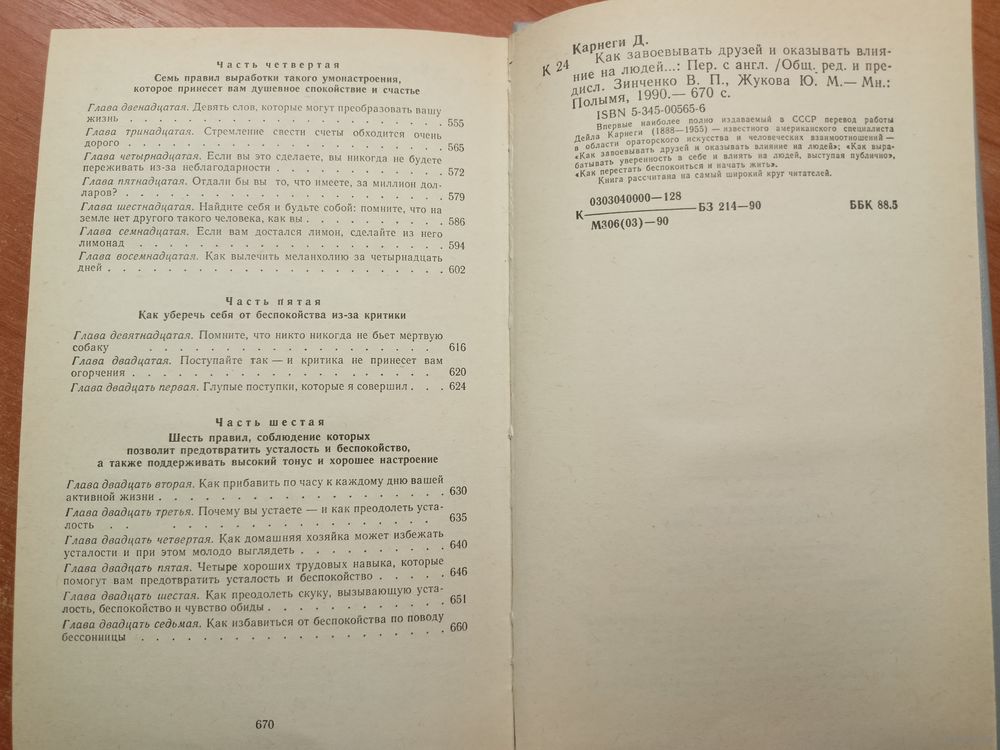 Часть четвертая
Семь правил выработки такого умонастроения,
которое принесет вам душевное спокойствие и счастье
Глава двенадцатая. Девять слов, которые могут преобразовать вашу
жизнь . . . . . . . . . . . . . . . . . . . . . 555
Глава тринадцатая. Стремление свести счеты обходится очень
дорого . . . . . . . . . . . . . . . . . . . . . 565
Глава четырнадцатая. Если вы это сделаете, вы никогда не будете
переживать из-за неблагодарности . . . . . . . . . . . 572
Глава пятнадцатая. Отдали бы вы то, что имеете, за миллион дол-
ларов? . . . . . . . . . . . . . . . . . . . . . 579
Глава шестнадцатая. Найдите себя и будьте собой: помните, что на
земле нет другого такого человека, как вы . . . . . . . . . 586
Глава семнадцатая. Если вам достался лимон, сделайте из него
лимонад . . . . . . . . . . . . . . . . . . . . . 594
Глава восемнадцатая. Как вылечить меланхолию за четырнадцать
дней . . . . . . . . . . . . . . . . . . . . . . 602
Часть пятая
Как уберечь себя от беспокойства из-за критики
Глава девятнадцатая. Помните, что никто никогда не бьет мертвую
собаку . . . . . . . . . . . . . . . . . . . . . 616
Глава двадцатая. Поступайте так — и критика не принесет вам
огорчения . . . . . . . . . . . . . . . . . . . . 620
Глава двадцать первая. Глупые поступки, которые я совершил . . . 624
Часть шестая
Шесть правил, соблюдение которых
позволит предотвратить усталость и беспокойство,
а также поддерживать высокий тонус и хорошее настроение
Глава двадцать вторая. Как прибавить по часу к каждому дню вашей
активной жизни . . . . . . . . . . . . . . . . . . 630
Глава двадцать третья. Почему вы устаете — и как преодолеть уста-
лость . . . . . . . . . . . . . . . . . . . . . 635
Глава двадцать четвертая. Как домашняя хозяйка может избежать
усталости и при этом молодо выглядеть . . . . . . . . . 640
Глава двадцать пятая. Четыре хороших трудовых навыка, которые
помогут вам предотвратить усталость и беспокойство . . . . . 646
Глава двадцать шестая. Как преодолеть скуку, вызывающую уста-
лость, беспокойство и чувство обиды . . . . . . . . . . 651
Глава двадцать седьмая. Как избавиться от беспокойства по поводу
бессонницы . . . . . . . . . . . . . . . . . . . 660
670
Карнеги Д.
К 24 Как завоевывать друзей и оказывать влия-
ние на людей...: Пер. с англ. /Общ. ред. и пре-
дисл. Зинченко В. П., Жукова Ю. М.— Мн.:
Полымя, 1990.— 670 с.
ISBN 5-345-00565-6
Впервые наиболее полно издаваемый в СССР перевод работы
Дейла Карнеги (1888—1955) — известного американского специалиста
в области ораторского искусства и человеческих взаимоотношений —
«Как завоевывать друзей и оказывать влияние на людей»; «Как выра-
батывать уверенность в себе и влиять на людей, выступая публично»,
«Как перестать беспокоиться и начать жить».
Книга рассчитана на самый широкий круг читателей.
0303040000—128
К———БЗ 214—90 ББК 88.5
М306(03)—90